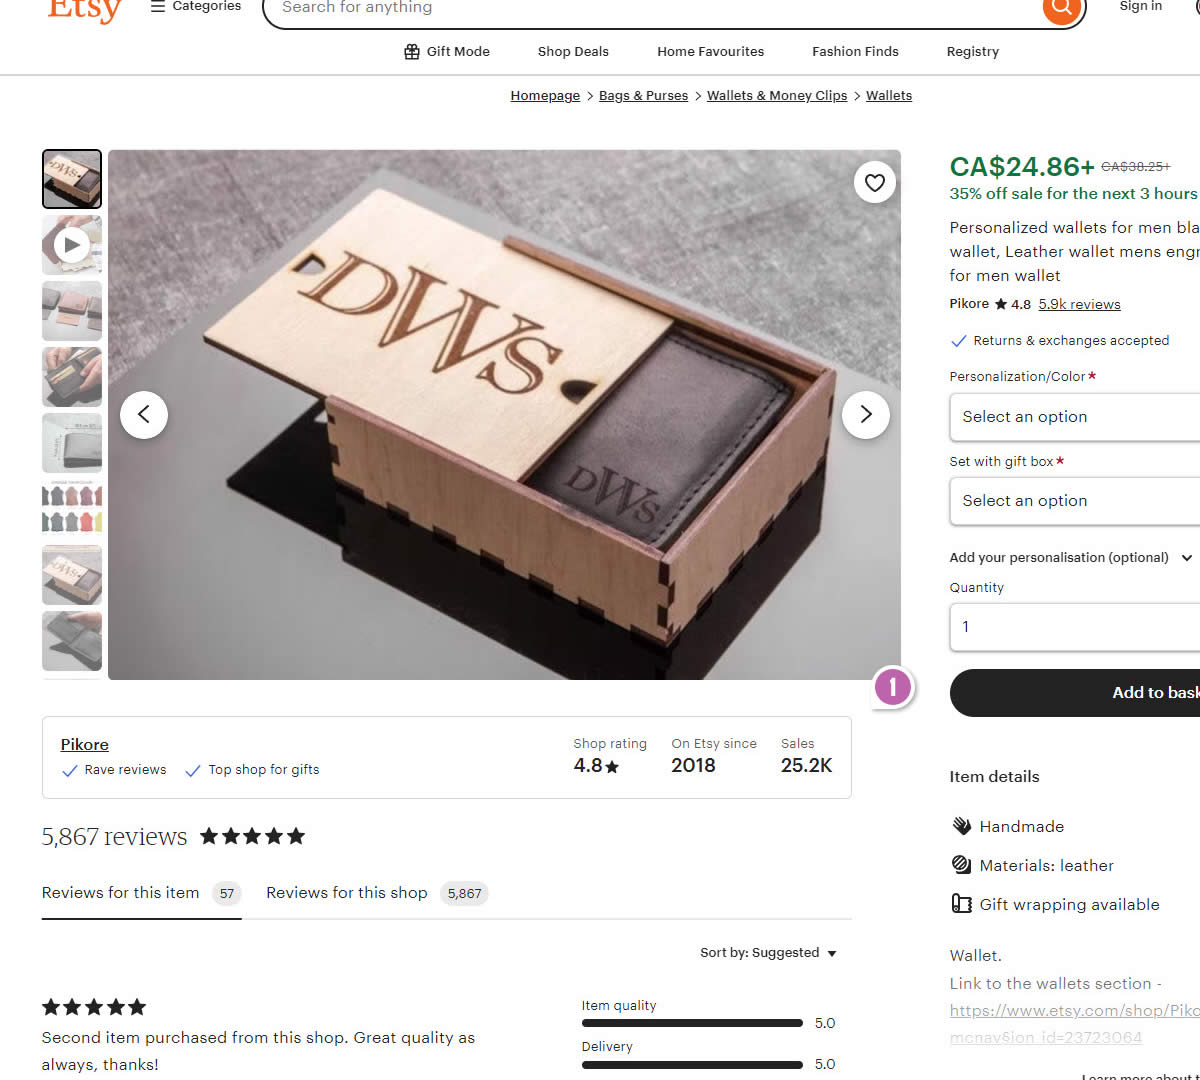 Etsy
Categories
Search for anything
Sign in
Gift Mode
Shop Deals
Home Favourites
Fashion Finds
Registry
Homepage > Bags & Purses > Wallets & Money Clips > Wallets
DWS
DWS
CA$24.86+ CA$38.25+
35% off sale for the next 3 hours
Personalized wallets for men bla
wallet, Leather wallet mens engr
for men wallet
Pikore ★ 4.8 5.9k reviews
Returns & exchanges accepted
Personalization/Color *
Select an option
Set with gift box *
Select an option
Add your personalisation (optional)
Quantity
1
Add to bask
1
Pikore
Rave reviews
Top shop for gifts
Shop rating
4.8★
On Etsy since
2018
Sales
25.2K
5,867 reviews ★★★★★
Reviews for this item 57
Reviews for this shop 5,867
Sort by: Suggested
★★★★★
Second item purchased from this shop. Great quality as
always, thanks!
Item quality
5.0
Delivery
5.0
Item details
Handmade
Materials: leather
Gift wrapping available
Wallet.
Link to the wallets section -
https://www.etsy.com/shop/Piko
mcnav§ion_id=23723064
Learn more about t